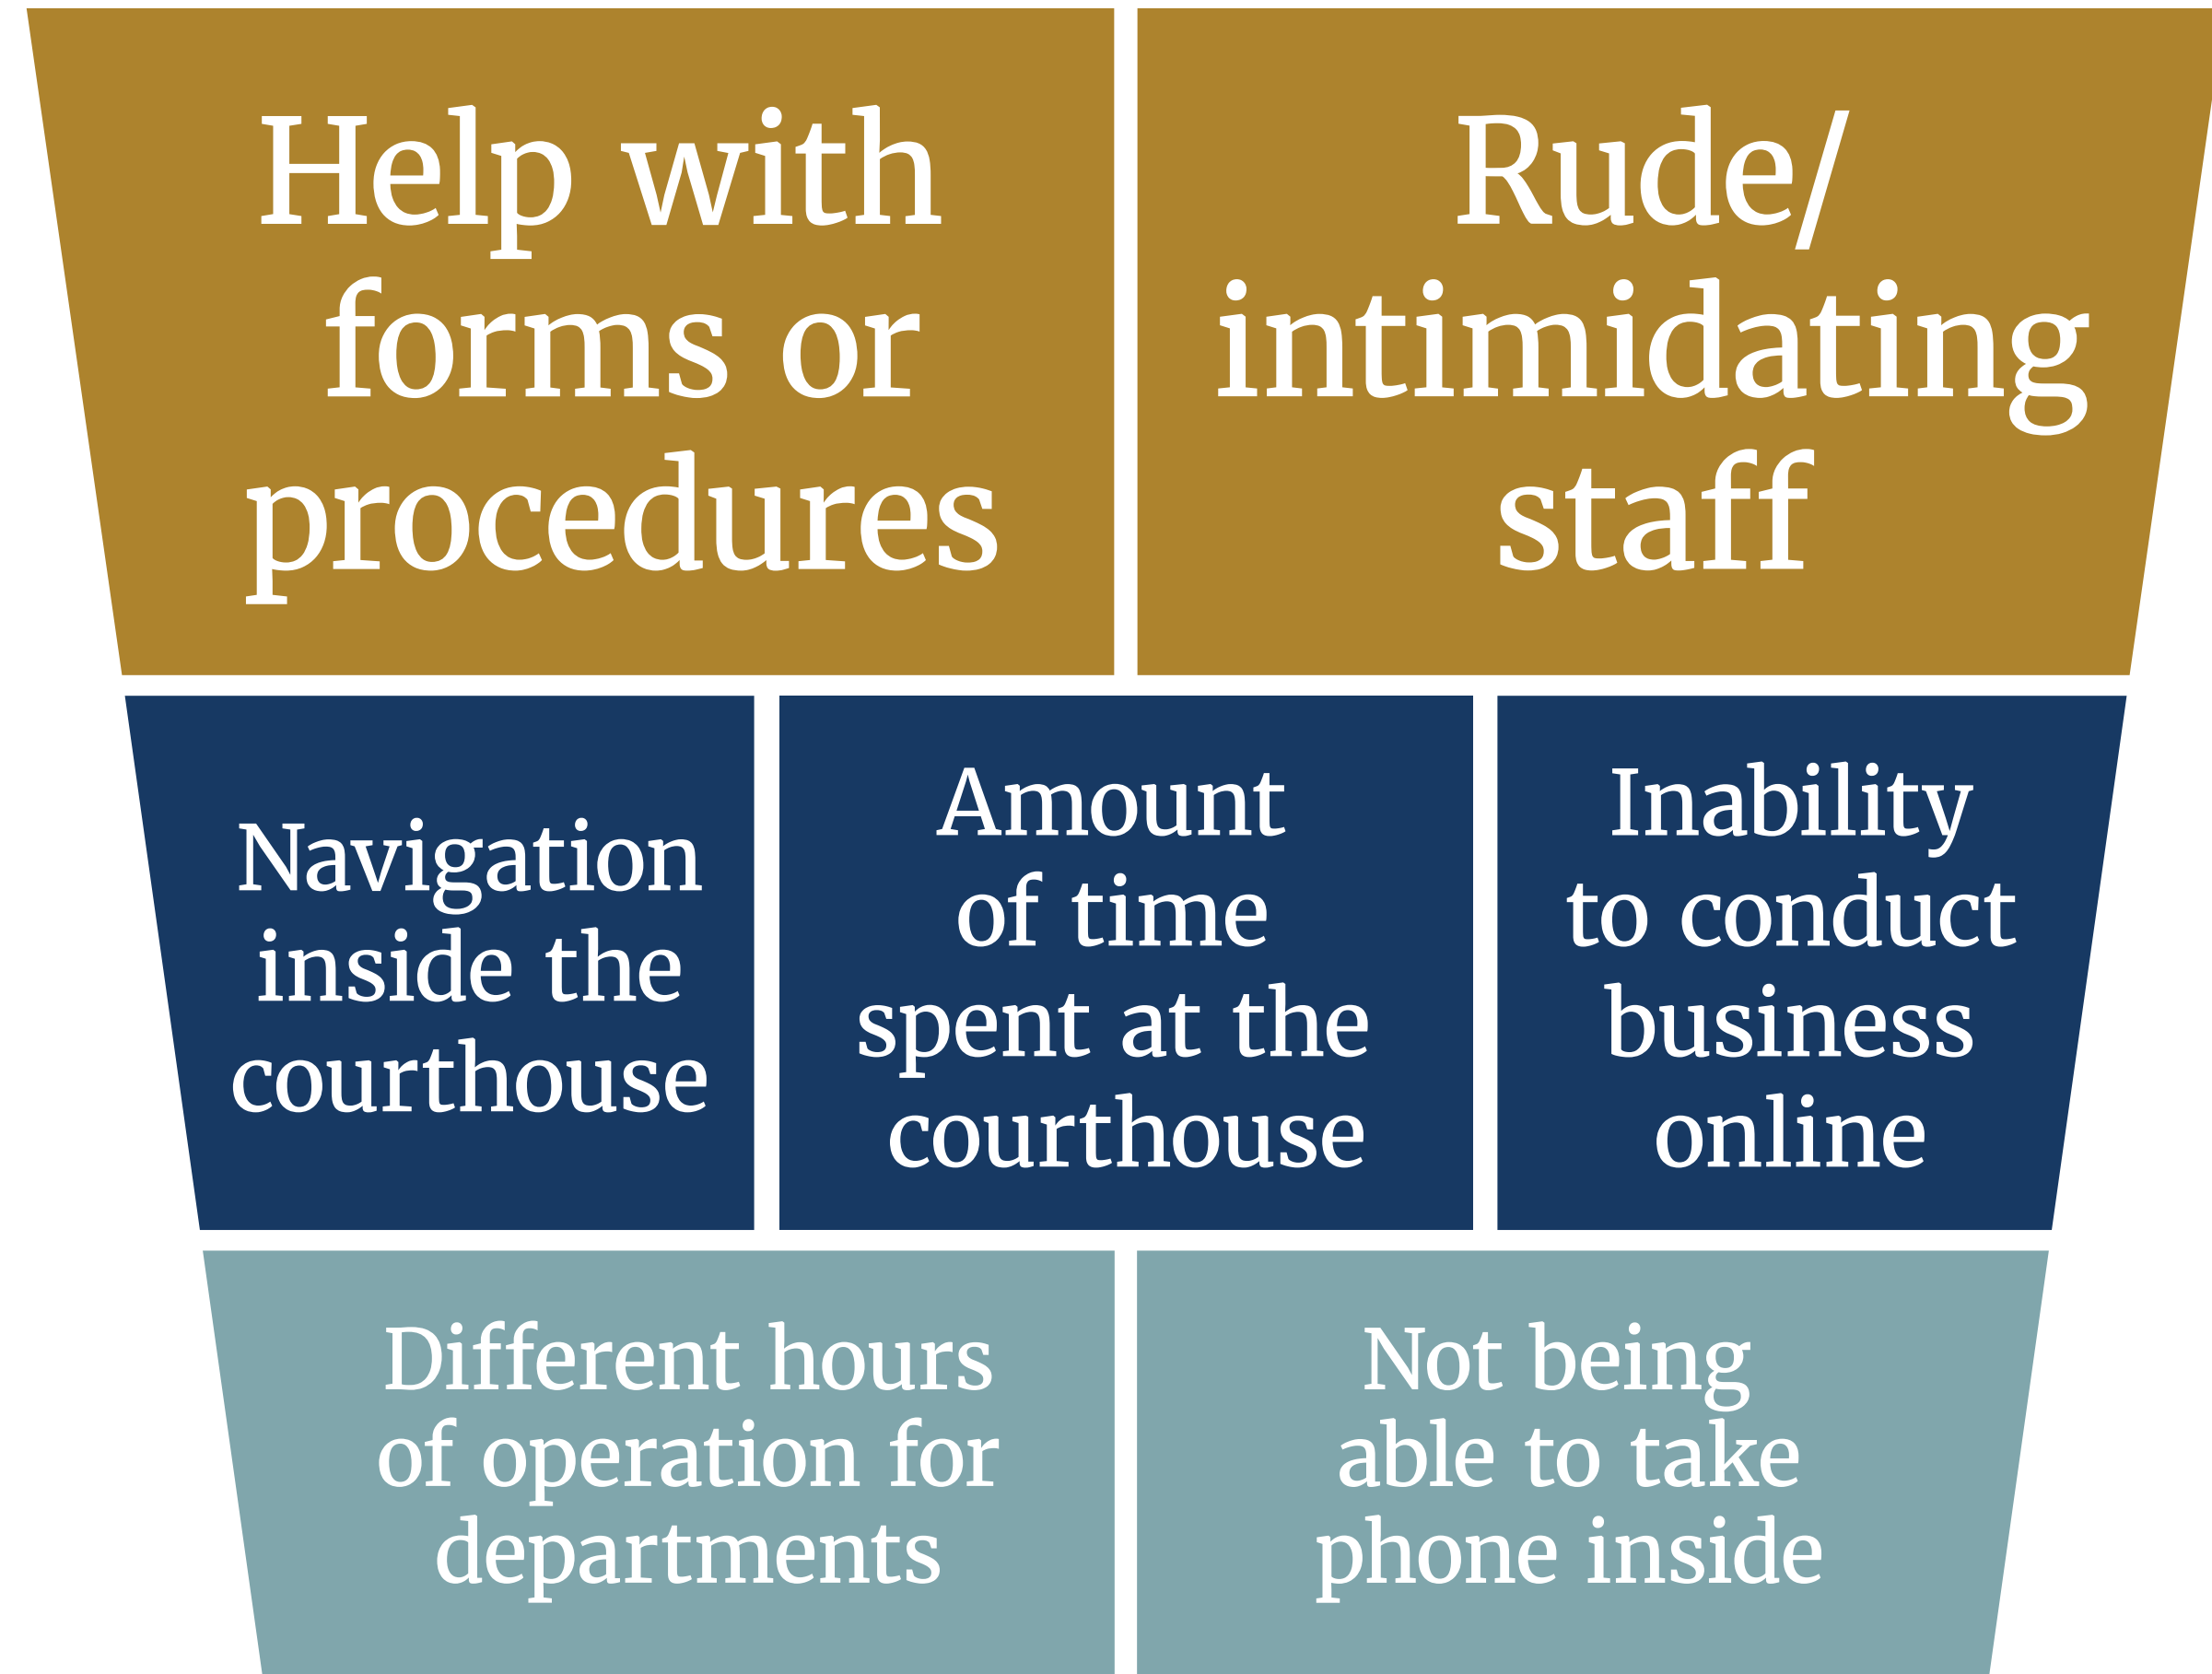 Help with
forms or
procedures
Rude/
intimidating
staff
Navigation
inside the
courthouse
Amount
of time
spent at the
courthouse
Inability
to conduct
business
online
Different hours
of operation for
departments
Not being
able to take
phone inside